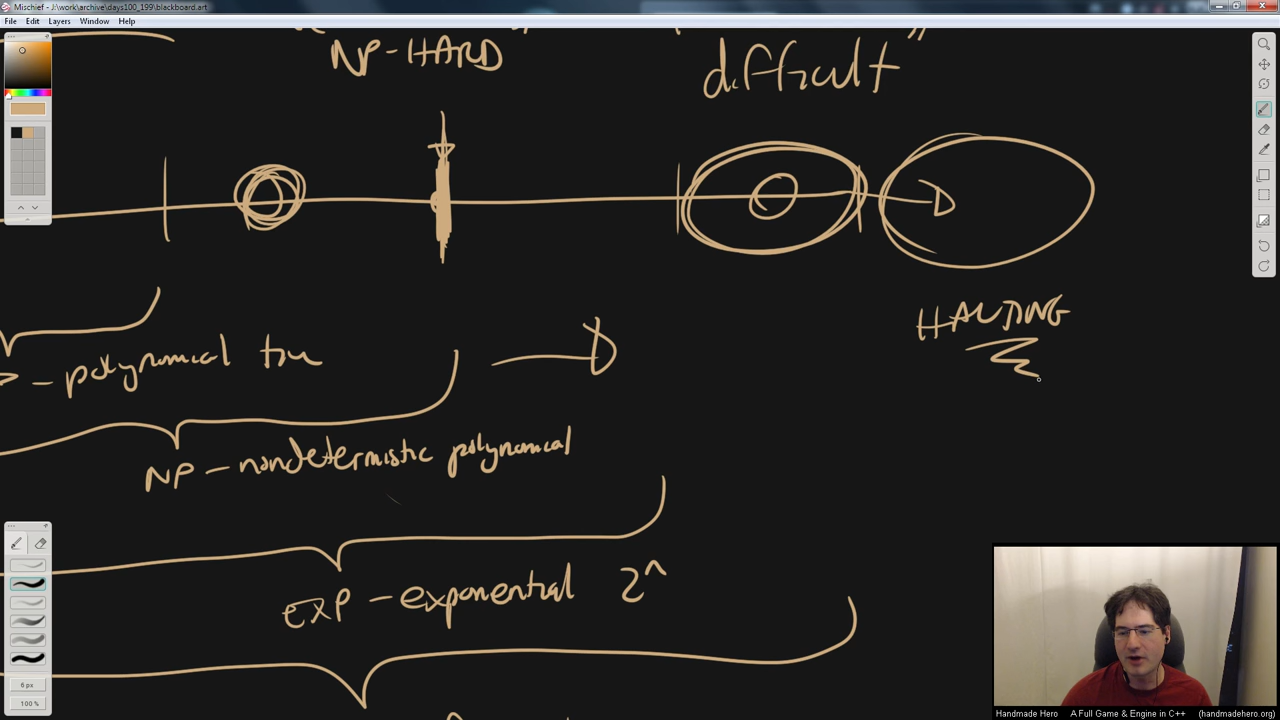 Mischief - J:\work\archive\days100_199\blackboard.art
File Edit Layers Window Help
NP-HARD
difficult"
HALTING
P - polynomial tm
NP - nondetermistic polynomial
EXP - exponential 2^n
6 px
100 %
Handmade Hero A Full Game & Engine in C++ (handmadehero.org)